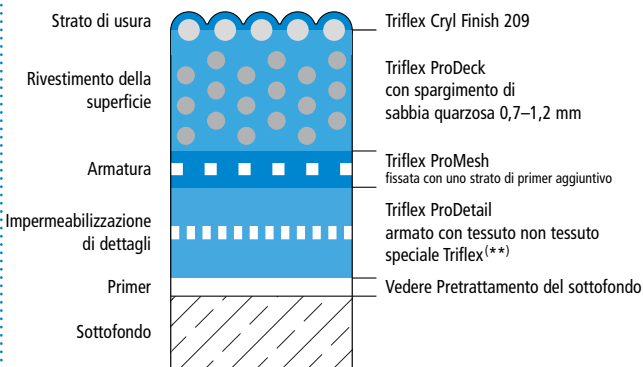 Strato di usura
Triflex Cryl Finish 209
Rivestimento della
superficie
Triflex ProDeck
con spargimento di
sabbia quarzosa 0,7–1,2 mm
Armatura
Triflex ProMesh
fissata con uno strato di primer aggiuntivo
Impermeabilizzazione
di dettagli
Triflex ProDetail
armato con tessuto non tessuto
speciale Triflex(**)
Primer
Vedere Pretrattamento del sottofondo
Sottofondo